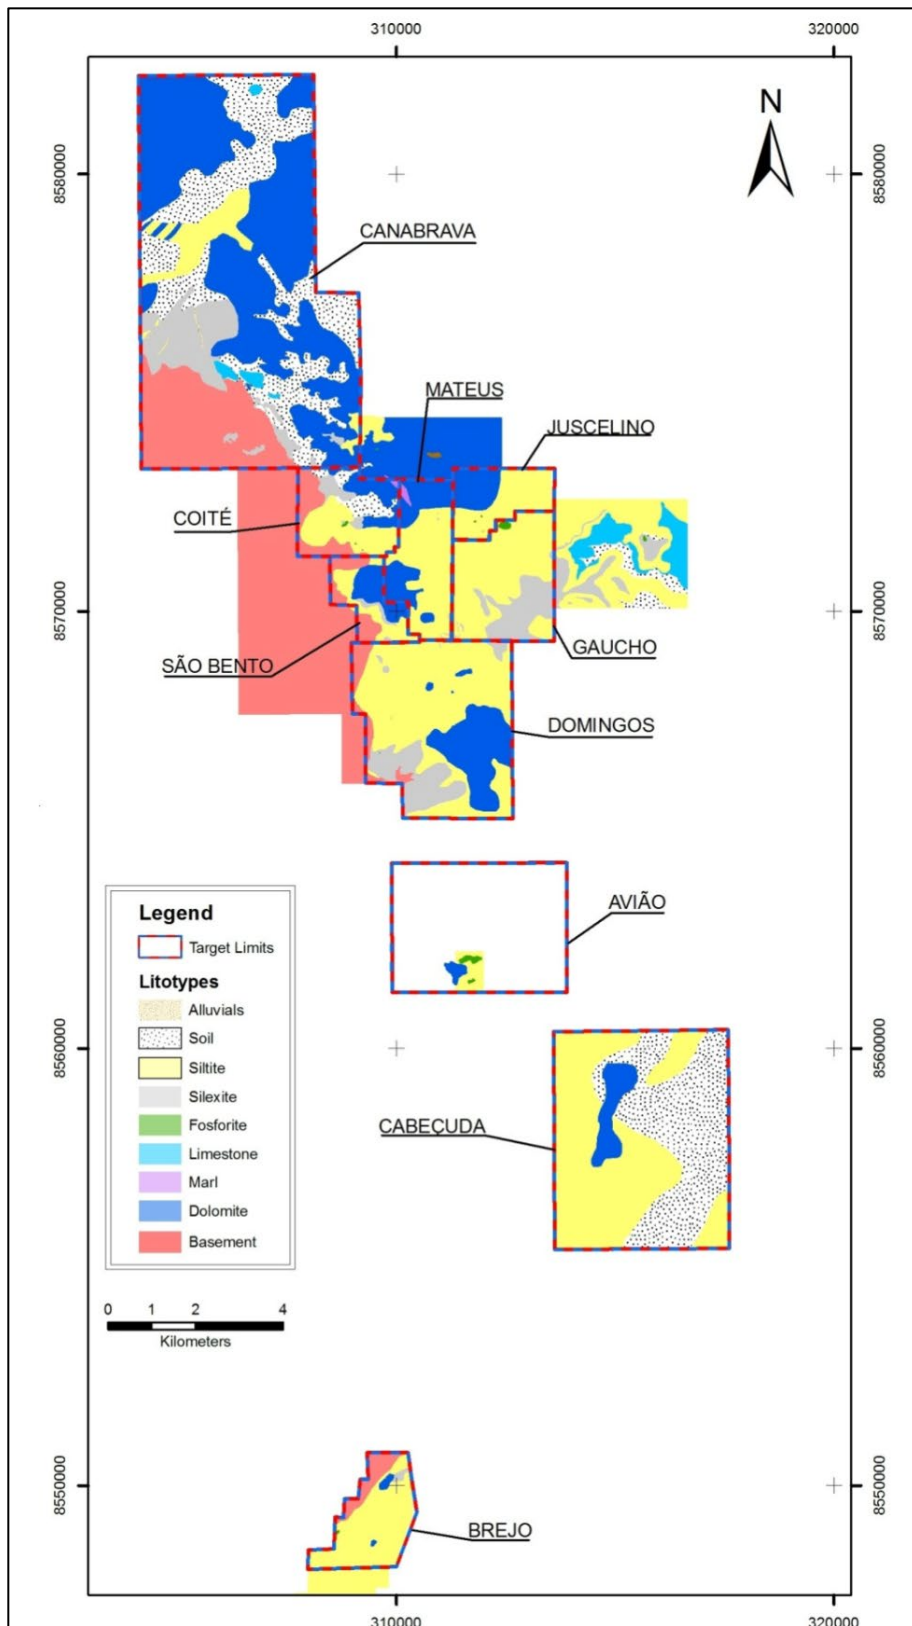 310000
320000
N
8580000
8580000
CANABRAVA
MATEUS
JUSCELINO
COITÉ
8570000
8570000
SÃO BENTO
GAUCHO
DOMINGOS
AVIÃO
Legend
Target Limits
Litotypes
Alluvials
Soil
Siltite
Silexite
Fosforite
Limestone
Marl
Dolomite
Basement
8560000
8560000
CABEÇUDA
0 1 2 4
Kilometers
8550000
8550000
BREJO
310000
320000